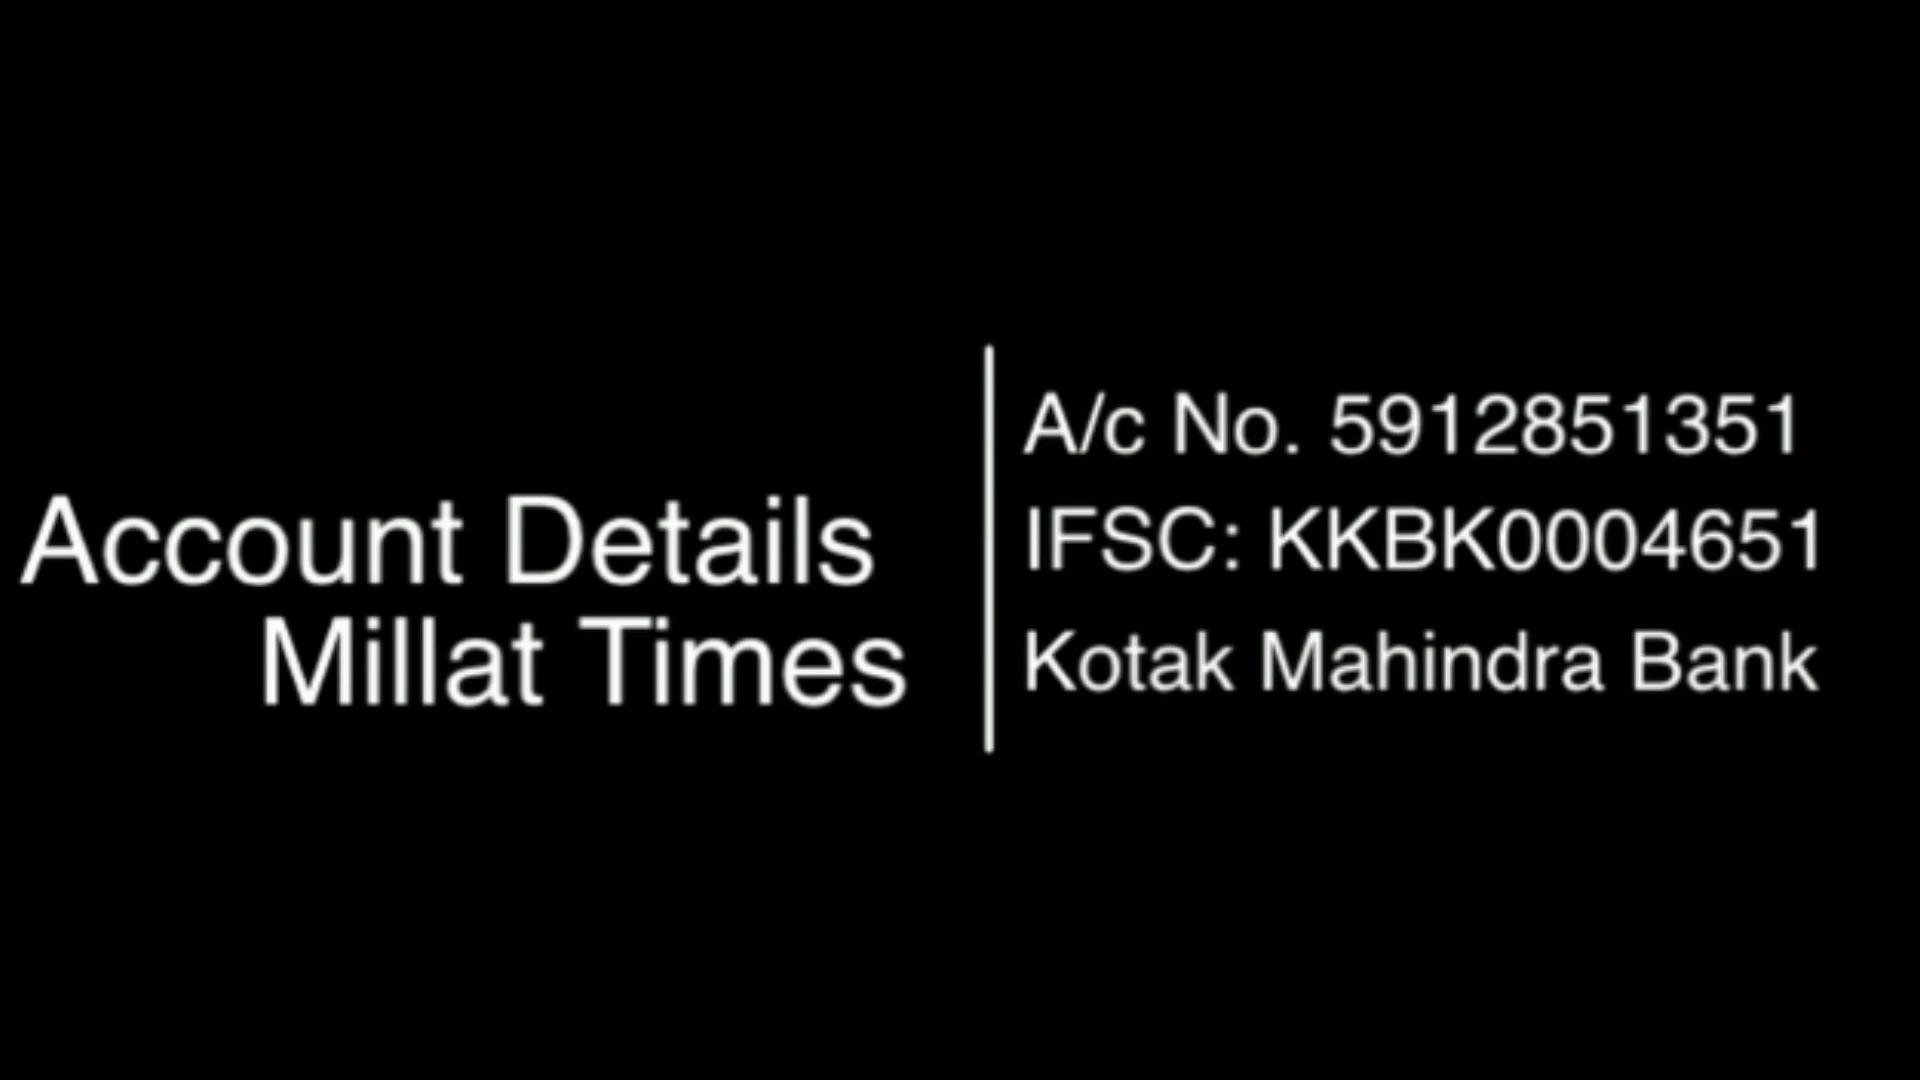 Account Details
Millat Times
A/c No. 5912851351
IFSC: KKBK0004651
Kotak Mahindra Bank